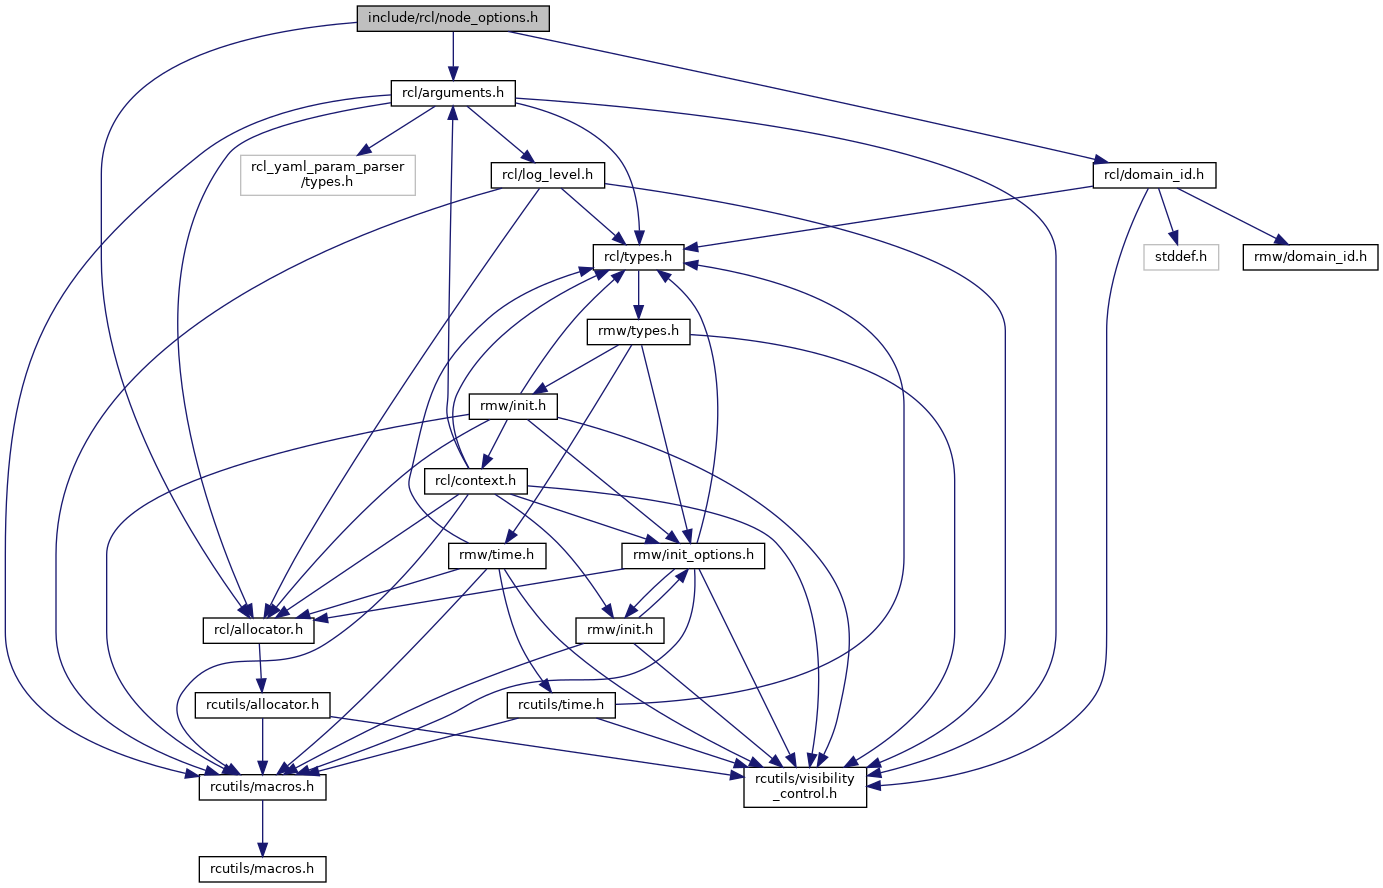 include/rcl/node_options.h
rcl/arguments.h
rcl_yaml_param_parser
/types.h
rcl/log_level.h
rcl/domain_id.h
rcl/types.h
stddef.h
rmw/domain_id.h
rmw/types.h
rmw/init.h
rcl/context.h
rmw/time.h
rmw/init_options.h
rcl/allocator.h
rmw/init.h
rcutils/allocator.h
rcutils/time.h
rcutils/macros.h
rcutils/visibility
_control.h
rcutils/macros.h